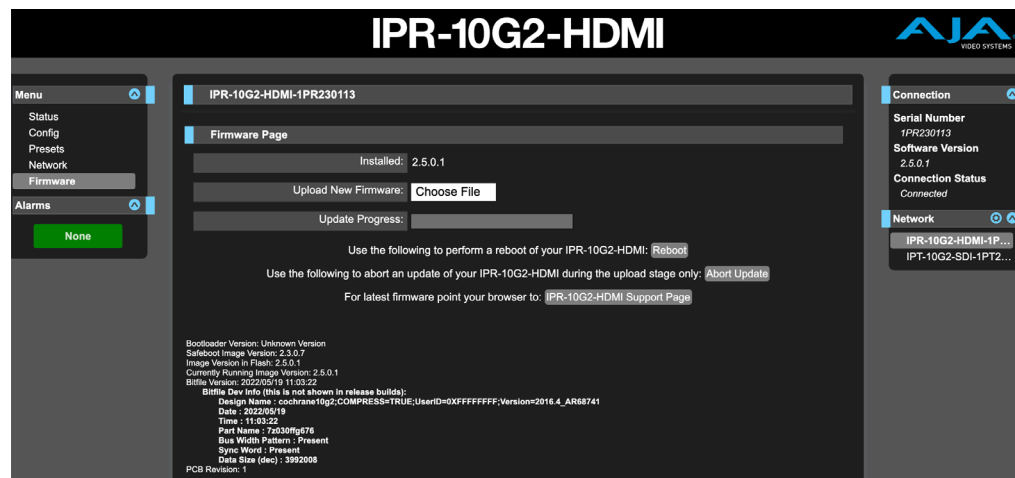 IPR-10G2-HDMI
AJA
VIDEO SYSTEMS
Menu
Status
Config
Presets
Network
Firmware
Alarms
None
IPR-10G2-HDMI-1PR230113
Firmware Page
Installed: 2.5.0.1
Upload New Firmware: Choose File
Update Progress:
Use the following to perform a reboot of your IPR-10G2-HDMI: Reboot
Use the following to abort an update of your IPR-10G2-HDMI during the upload stage only: Abort Update
For latest firmware point your browser to: IPR-10G2-HDMI Support Page
Bootloader Version: Unknown Version
Safeboot Image Version: 2.3.0.7
Image Version in Flash: 2.5.0.1
Currently Running Image Version: 2.5.0.1
Bitfile Version: 2022/05/19 11:03:22
Bitfile Dev Info (this is not shown in release builds):
Design Name : cochrane10g2;COMPRESS=TRUE;UserID=0XFFFFFFFF;Version=2016.4_AR68741
Date : 2022/05/19
Time : 11:03:22
Part Name : 7z030ffg676
Bus Width Pattern : Present
Sync Word : Present
Data Size (dec) : 3992008
PCB Revision: 1
Connection
Serial Number
1PR230113
Software Version
2.5.0.1
Connection Status
Connected
Network
IPR-10G2-HDMI-1P...
IPT-10G2-SDI-1PT2...